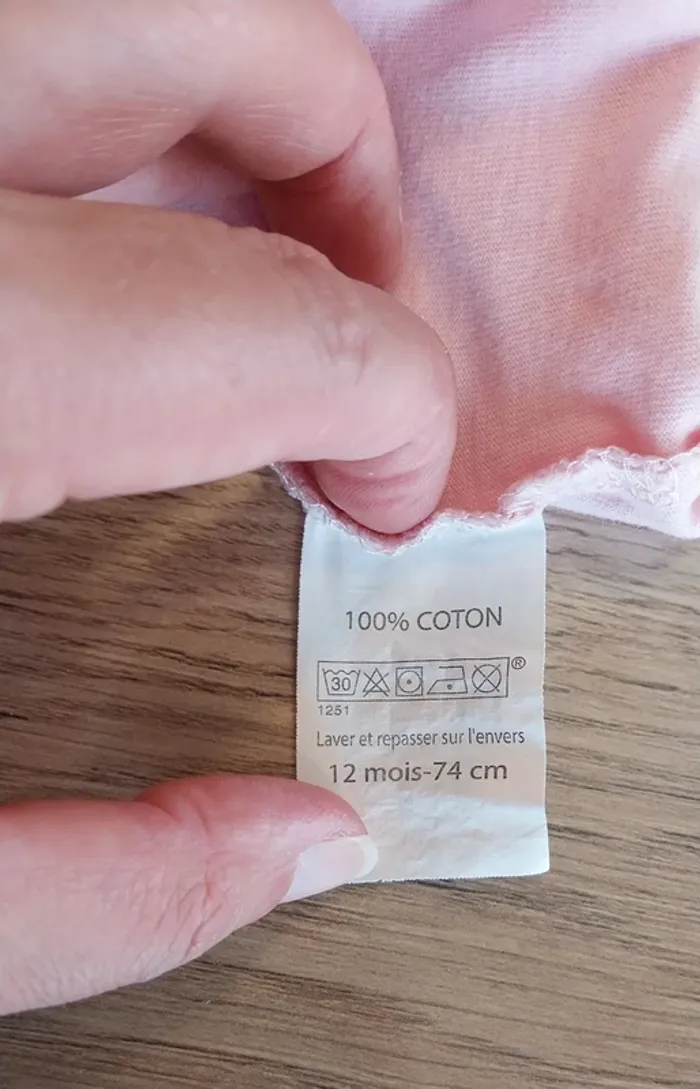 100% COTON
30 ®
1251
Laver et repasser sur l'envers
12 mois-74 cm